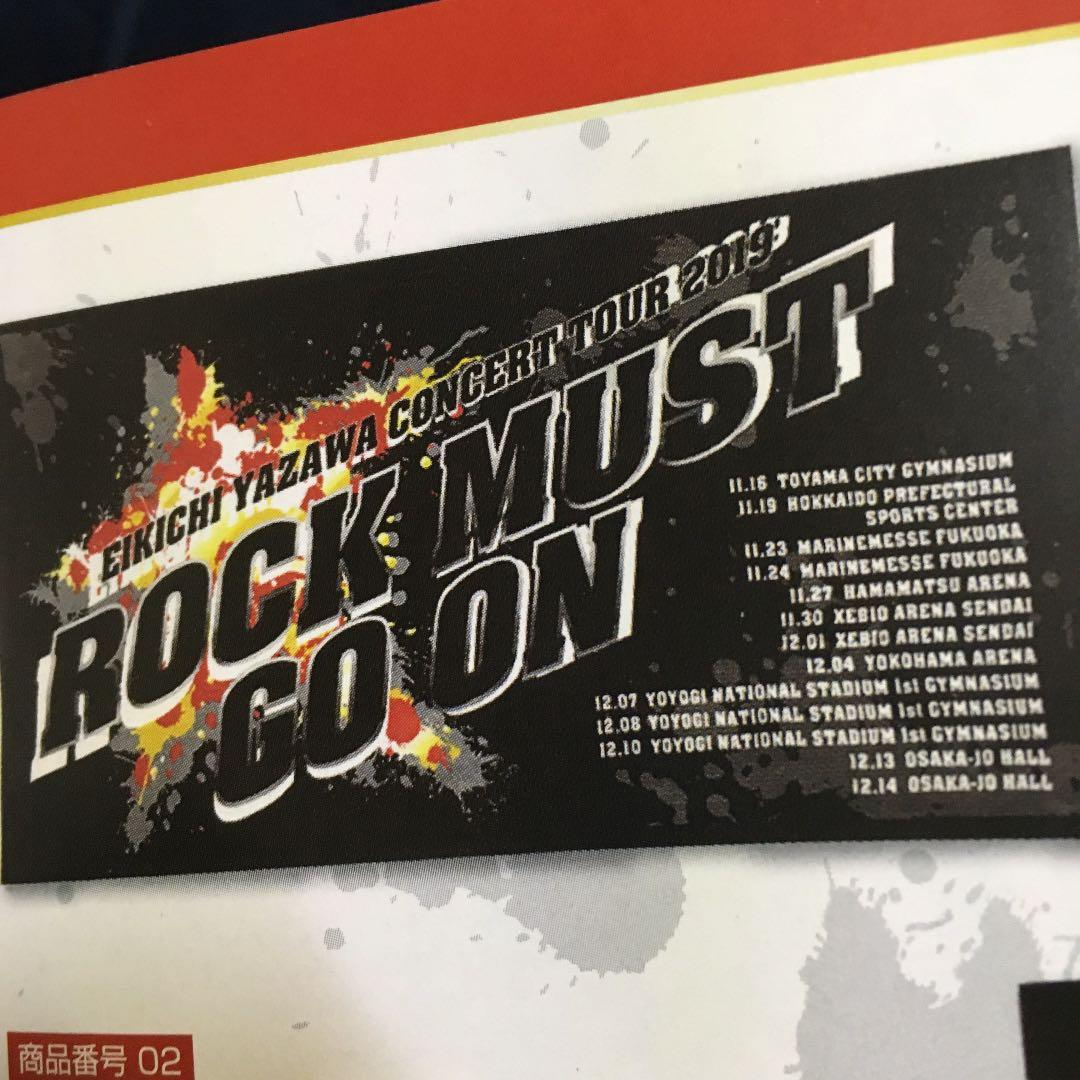 EIKICHI YAZAWA CONCERT TOUR 2019
ROCK MUST
GO ON
11.16 TOYAMA CITY GYMNASIUM
11.19 HOKKAIDO PREFECTURAL
SPORTS CENTER
11.23 MARINEMESSE FUKUOKA
11.24 MARINEMESSE FUKUOKA
11.27 HAMAMATSU ARENA
11.30 XEBIO ARENA SENDAI
12.01 XEBIO ARENA SENDAI
12.04 YOKOHAMA ARENA
12.07 YOYOGI NATIONAL STADIUM 1st GYMNASIUM
12.08 YOYOGI NATIONAL STADIUM 1st GYMNASIUM
12.10 YOYOGI NATIONAL STADIUM 1st GYMNASIUM
12.13 OSAKA-JO HALL
12.14 OSAKA-JO HALL
商品番号 02